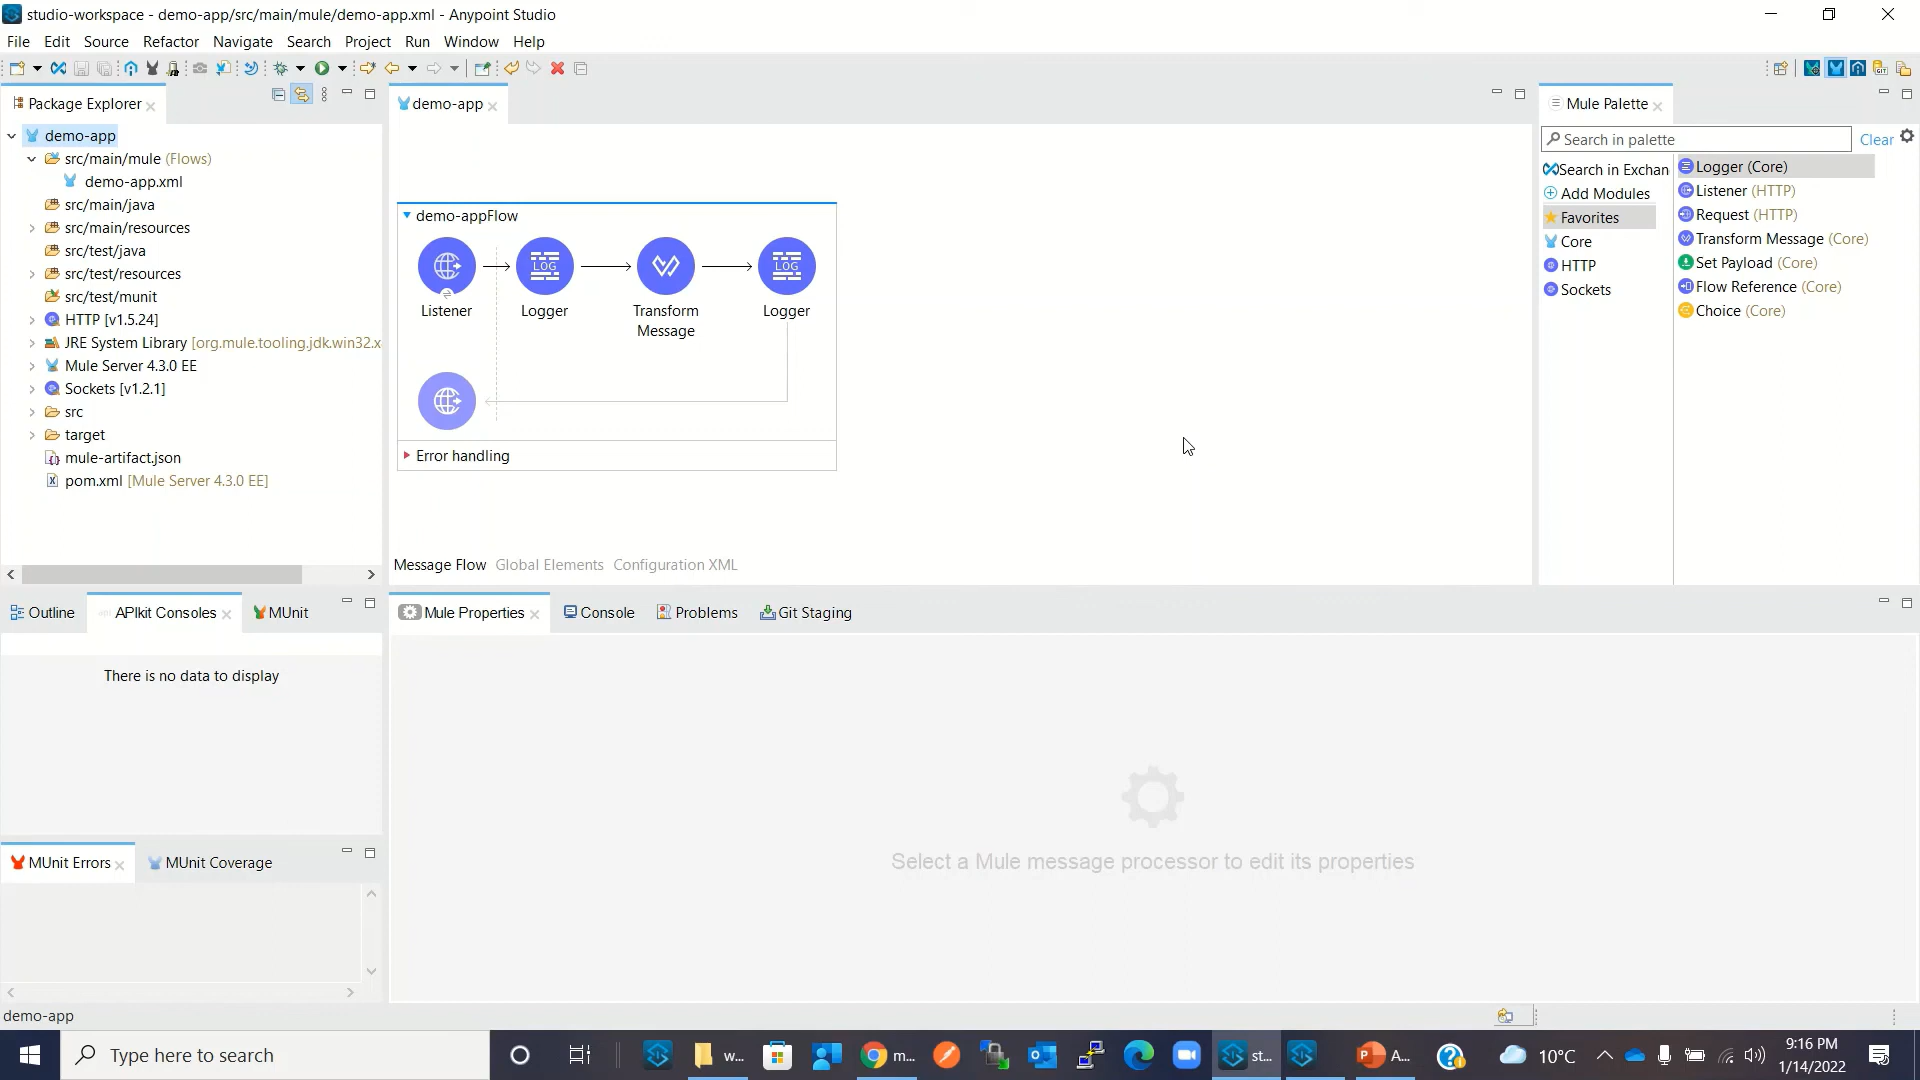 studio-workspace - demo-app/src/main/mule/demo-app.xml - Anypoint Studio
File Edit Source Refactor Navigate Search Project Run Window Help
Package Explorer
demo-app
src/main/mule (Flows)
demo-app.xml
src/main/java
src/main/resources
src/test/java
src/test/resources
src/test/munit
HTTP [v1.5.24]
JRE System Library [org.mule.tooling.jdk.win32.x
Mule Server 4.3.0 EE
Sockets [v1.2.1]
src
target
mule-artifact.json
pom.xml [Mule Server 4.3.0 EE]
demo-app
demo-appFlow
LOG
LOG
Listener
Logger
Transform
Message
Logger
Error handling
Message Flow Global Elements Configuration XML
Mule Palette
Search in palette
Clear
Search in Exchan
Add Modules
Favorites
Core
HTTP
Sockets
Logger (Core)
Listener (HTTP)
Request (HTTP)
Transform Message (Core)
Set Payload (Core)
Flow Reference (Core)
Choice (Core)
Outline APIkit Consoles MUnit
There is no data to display
MUnit Errors MUnit Coverage
Mule Properties Console Problems Git Staging
Select a Mule message processor to edit its properties
demo-app
Type here to search
w...
m...
st...
A...
10°C
9:16 PM
1/14/2022